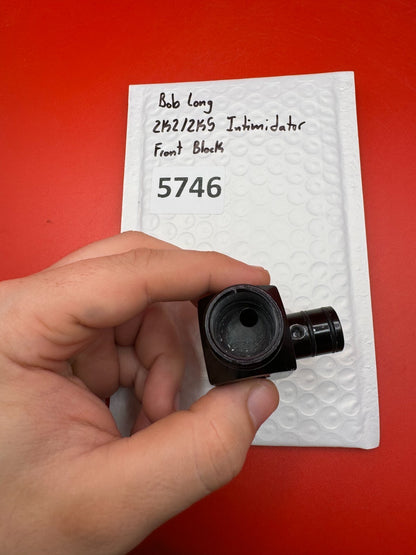 Bob Long
2k2/2k5 Intimidator
Front Block
5746